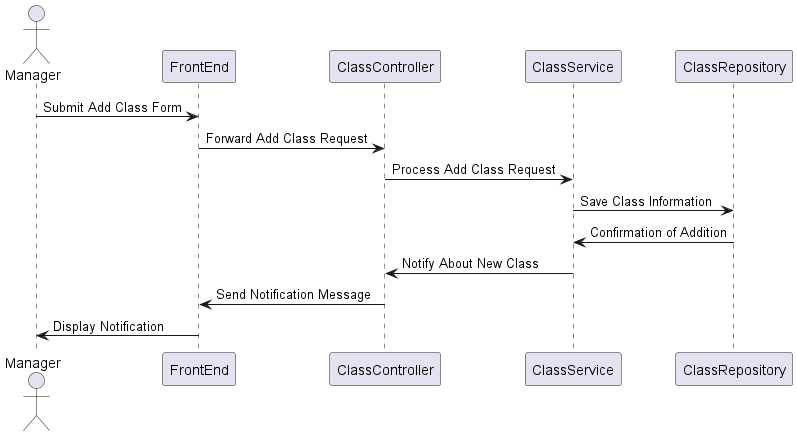 Manager
FrontEnd
ClassController
ClassService
ClassRepository
Submit Add Class Form
Forward Add Class Request
Process Add Class Request
Save Class Information
Confirmation of Addition
Notify About New Class
Send Notification Message
Display Notification
Manager
FrontEnd
ClassController
ClassService
ClassRepository